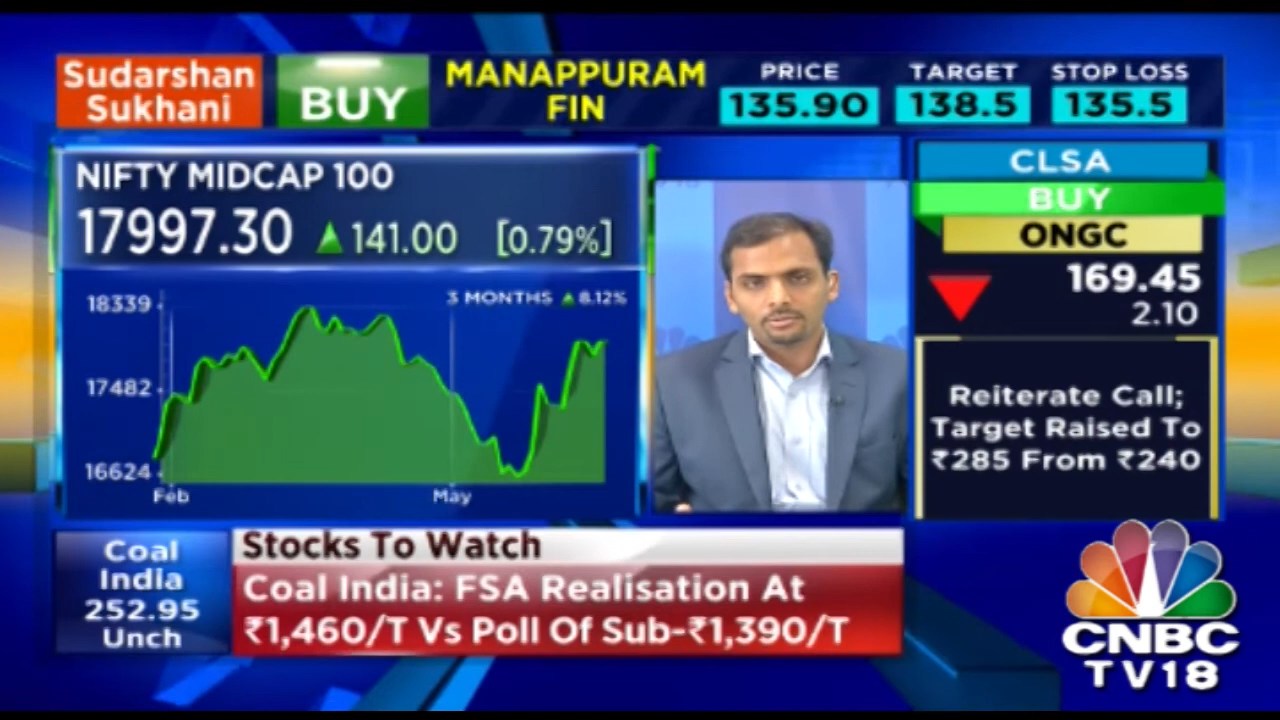 Sudarshan
Sukhani
BUY
MANAPPURAM
FIN
PRICE
135.90
TARGET
138.5
STOP LOSS
135.5
NIFTY MIDCAP 100
17997.30 ▲ 141.00 [0.79%]
3 MONTHS ▲ 8.12%
18339
17482
16624
Feb
May
CLSA
BUY
ONGC
169.45
2.10
Reiterate Call;
Target Raised To
₹285 From ₹240
Coal
India
252.95
Unch
Stocks To Watch
Coal India: FSA Realisation At
₹1,460/T Vs Poll Of Sub-₹1,390/T
CNBC
TV18